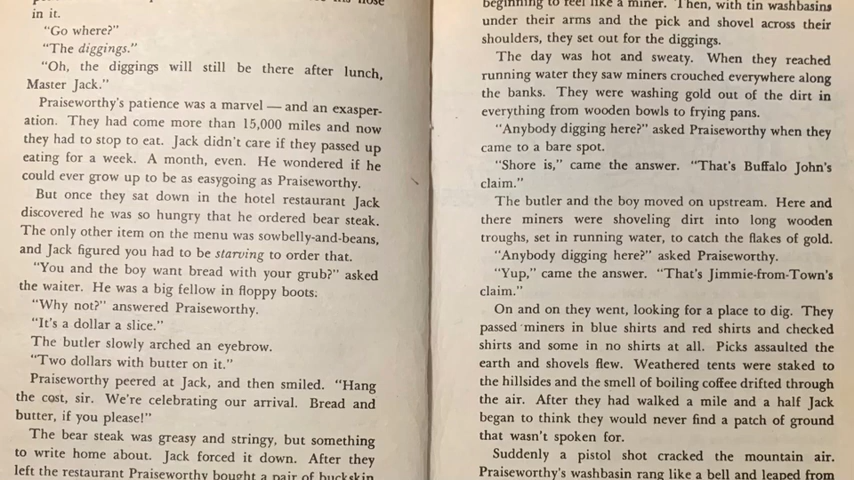 in it.
"Go where?"
"The diggings."
"Oh, the diggings will still be there after lunch,
Master Jack."
Praiseworthy's patience was a marvel — and an exasper-
ation. They had come more than 15,000 miles and now
they had to stop to eat. Jack didn't care if they passed up
eating for a week. A month, even. He wondered if he
could ever grow up to be as easygoing as Praiseworthy.
But once they sat down in the hotel restaurant Jack
discovered he was so hungry that he ordered bear steak.
The only other item on the menu was sowbelly-and-beans,
and Jack figured you had to be starving to order that.
"You and the boy want bread with your grub?" asked
the waiter. He was a big fellow in floppy boots.
"Why not?" answered Praiseworthy.
"It's a dollar a slice."
The butler slowly arched an eyebrow.
"Two dollars with butter on it."
Praiseworthy peered at Jack, and then smiled. "Hang
the cost, sir. We're celebrating our arrival. Bread and
butter, if you please!"
The bear steak was greasy and stringy, but something
to write home about. Jack forced it down. After they
left the restaurant Praiseworthy bought a pair of buckskin
beginning to feel like a miner. Then, with tin washbasins
under their arms and the pick and shovel across their
shoulders, they set out for the diggings.
The day was hot and sweaty. When they reached
running water they saw miners crouched everywhere along
the banks. They were washing gold out of the dirt in
everything from wooden bowls to frying pans.
"Anybody digging here?" asked Praiseworthy when they
came to a bare spot.
"Shore is," came the answer. "That's Buffalo John's
claim."
The butler and the boy moved on upstream. Here and
there miners were shoveling dirt into long wooden
troughs, set in running water, to catch the flakes of gold.
"Anybody digging here?" asked Praiseworthy.
"Yup," came the answer. "That's Jimmie-from-Town's
claim."
On and on they went, looking for a place to dig. They
passed miners in blue shirts and red shirts and checked
shirts and some in no shirts at all. Picks assaulted the
earth and shovels flew. Weathered tents were staked to
the hillsides and the smell of boiling coffee drifted through
the air. After they had walked a mile and a half Jack
began to think they would never find a patch of ground
that wasn't spoken for.
Suddenly a pistol shot cracked the mountain air.
Praiseworthy's washbasin rang like a bell and leaped from